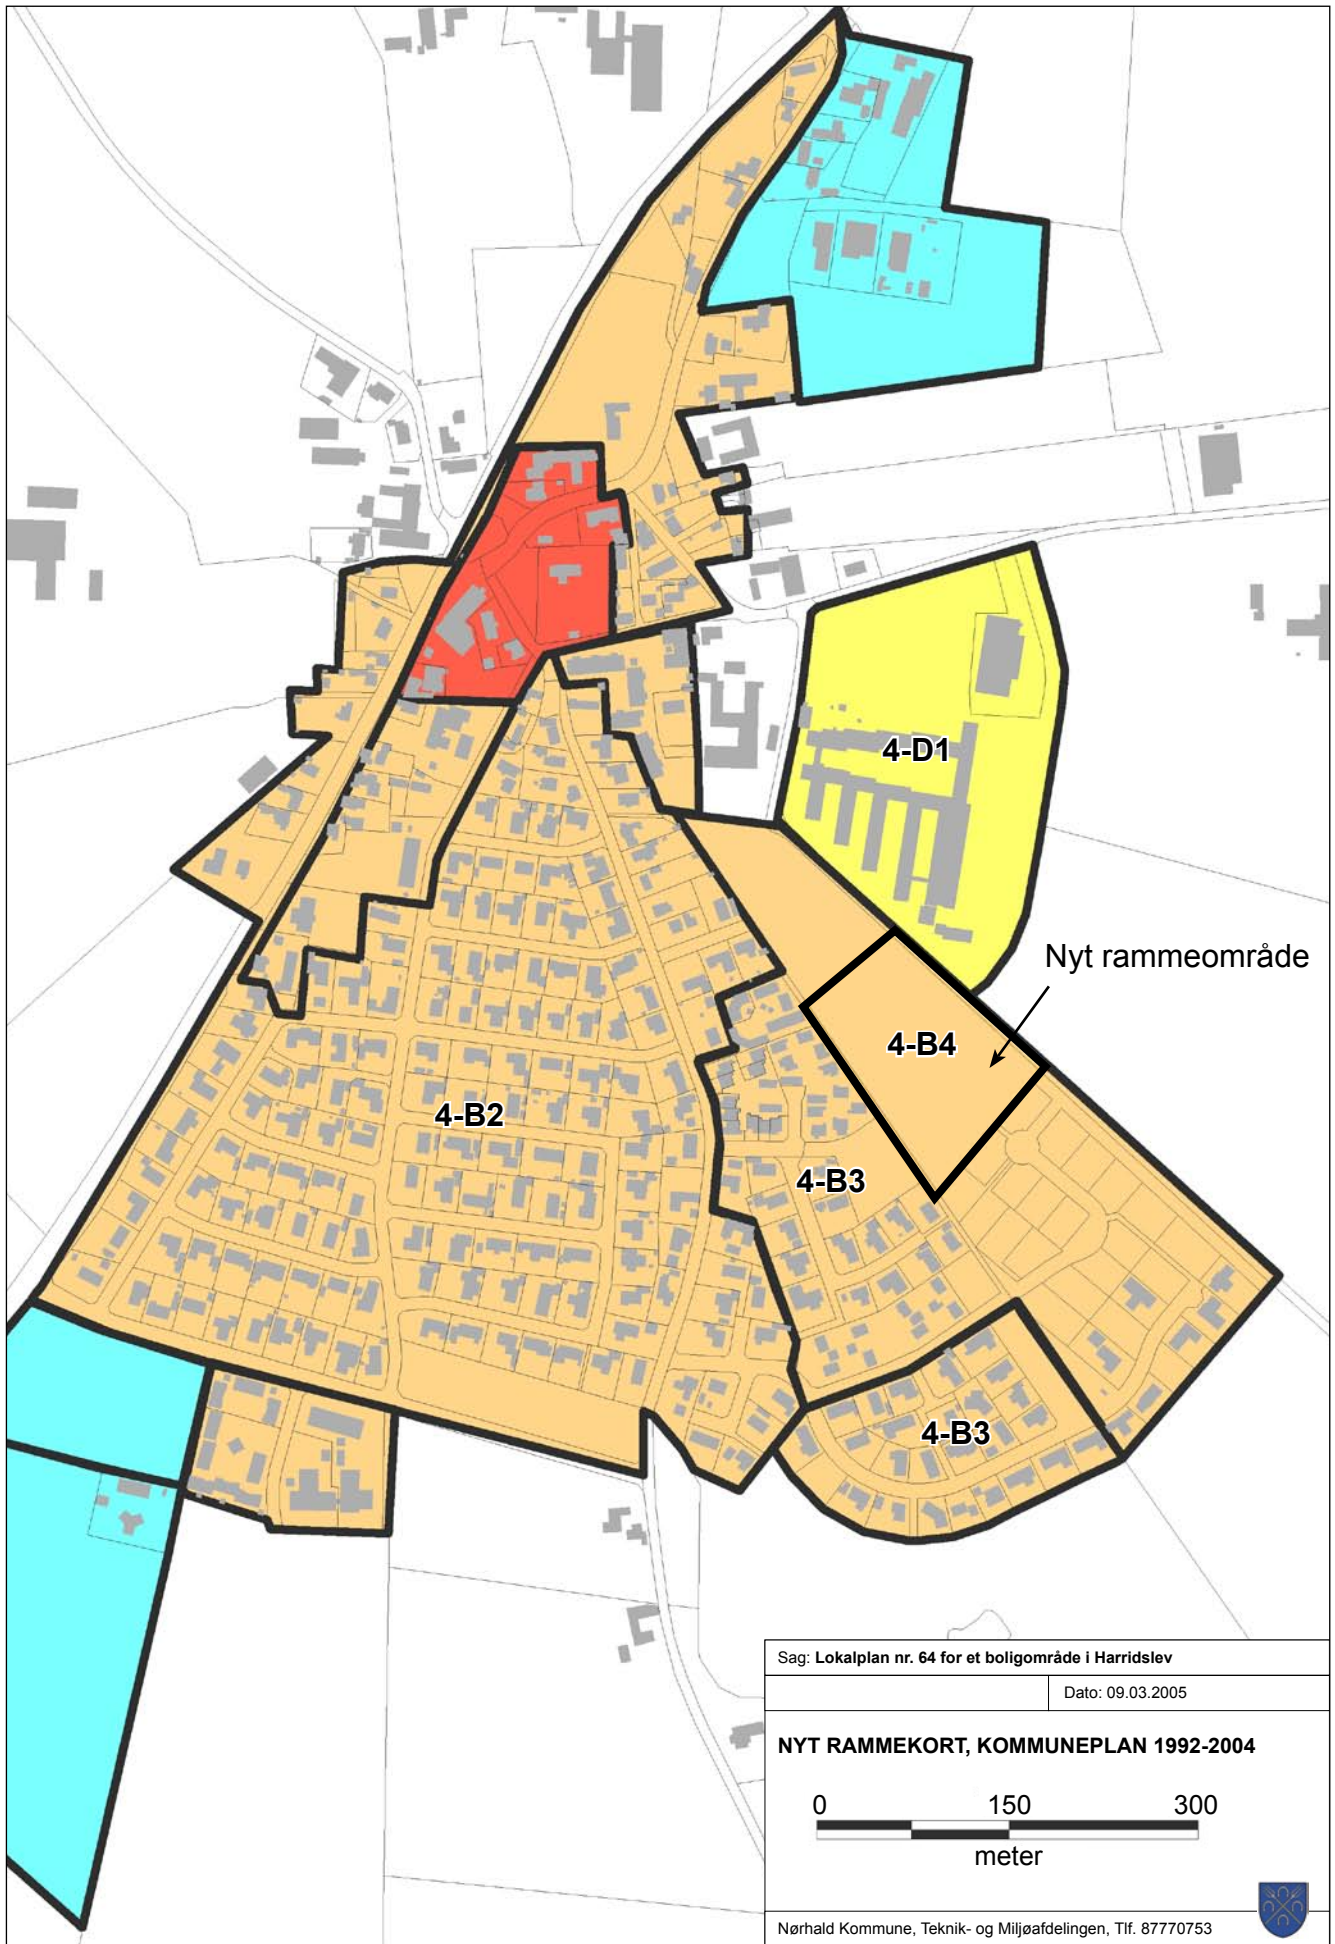 4-D1
Nyt rammeområde
4-B4
4-B2
4-B3
4-B3
Sag: Lokalplan nr. 64 for et boligområde i Harridslev
Dato: 09.03.2005
NYT RAMMEKORT, KOMMUNEPLAN 1992-2004
0 150 300
meter
Nørhald Kommune, Teknik- og Miljøafdelingen, Tlf. 87770753